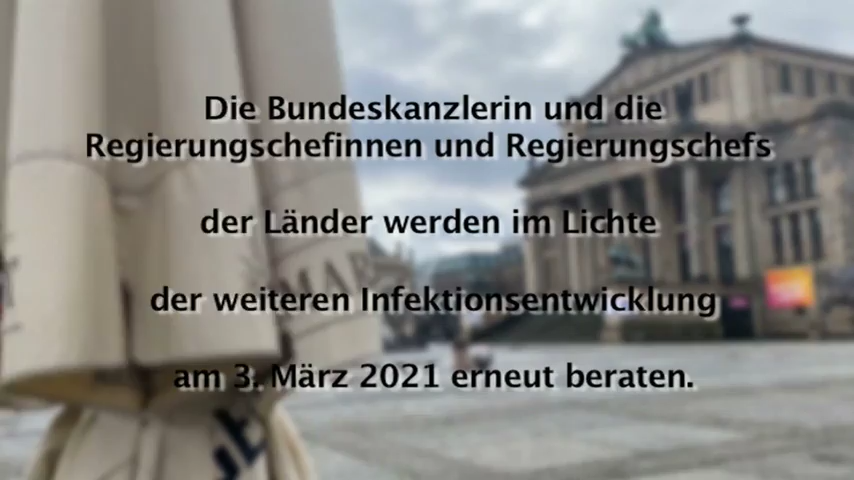 Die Bundeskanzlerin und die
Regierungschefinnen und Regierungschefs
der Länder werden im Lichte
der weiteren Infektionsentwicklung
am 3. März 2021 erneut beraten.